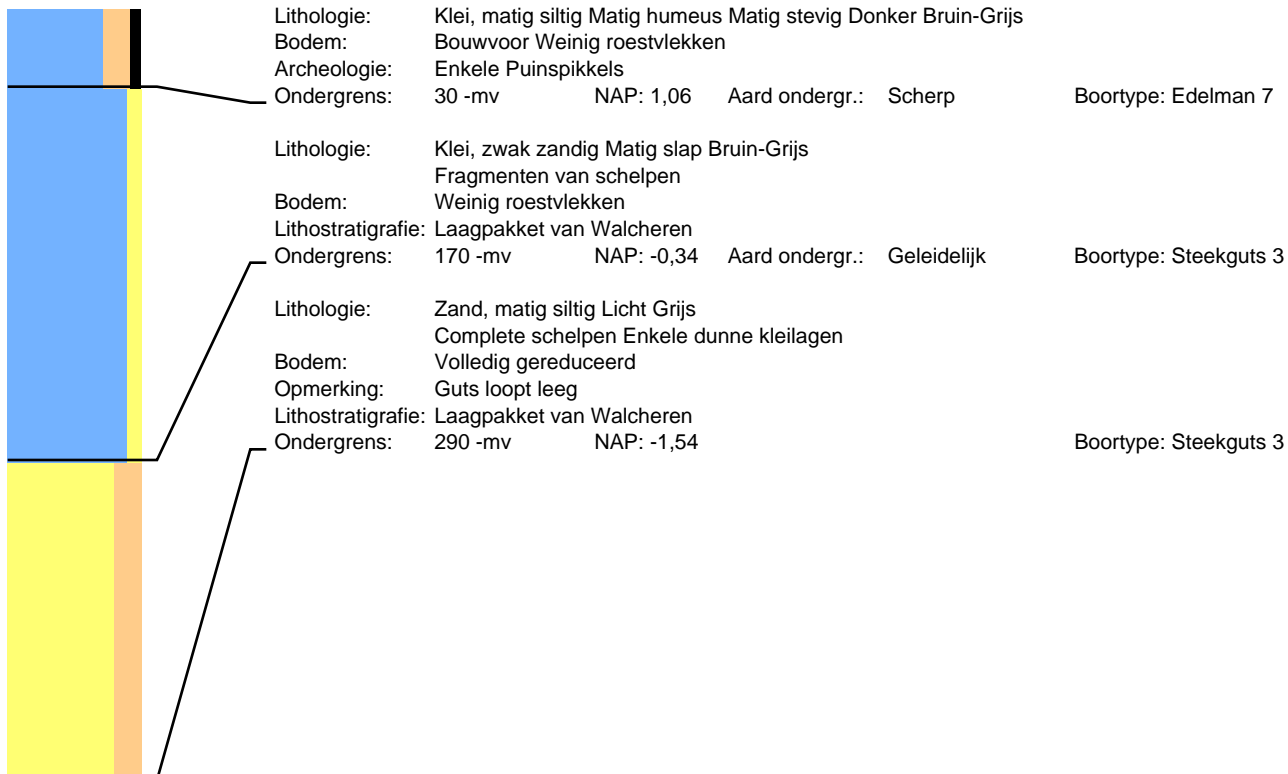 Lithologie: Klei, matig siltig Matig humeus Matig stevig Donker Bruin-Grijs
Bodem: Bouwvoor Weinig roestvlekken
Archeologie: Enkele Puinspikkels
Ondergrens: 30 -mv NAP: 1,06 Aard ondergr.: Scherp Boortype: Edelman 7
Lithologie: Klei, zwak zandig Matig slap Bruin-Grijs
Fragmenten van schelpen
Bodem: Weinig roestvlekken
Lithostratigrafie: Laagpakket van Walcheren
Ondergrens: 170 -mv NAP: -0,34 Aard ondergr.: Geleidelijk Boortype: Steekguts 3
Lithologie: Zand, matig siltig Licht Grijs
Complete schelpen Enkele dunne kleilagen
Bodem: Volledig gereduceerd
Opmerking: Guts loopt leeg
Lithostratigrafie: Laagpakket van Walcheren
Ondergrens: 290 -mv NAP: -1,54 Boortype: Steekguts 3